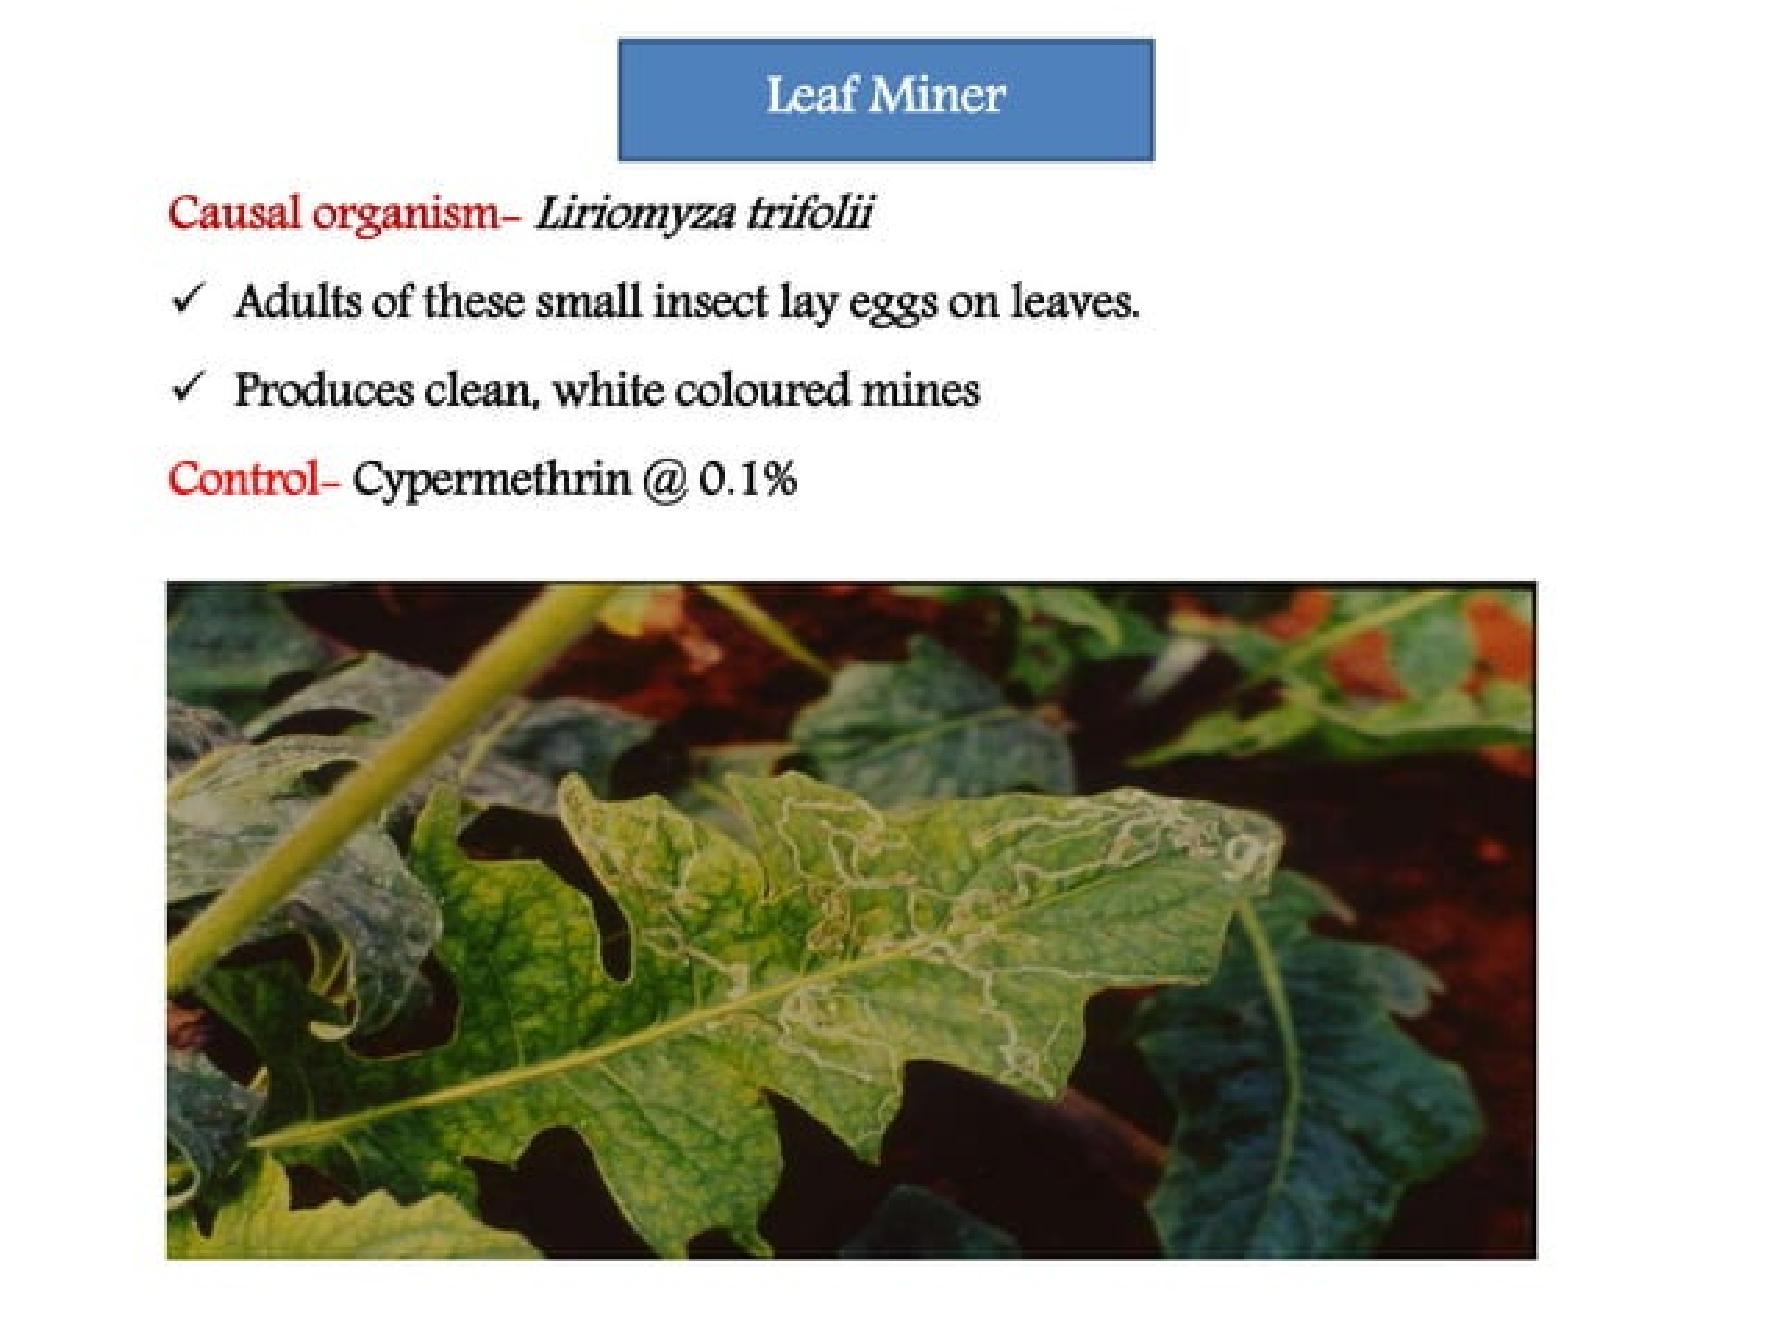 Leaf Miner
Causal organism- Liriomyza trifolii
✓ Adults of these small insect lay eggs on leaves.
✓ Produces clean, white coloured mines
Control- Cypermethrin @ 0.1%